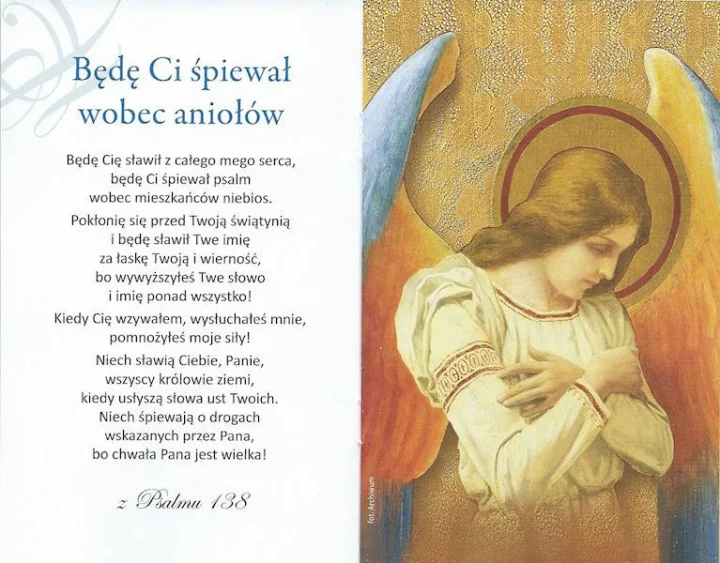 Będę Ci śpiewał
wobec aniołów
Będę Cię sławił z całego mego serca,
będę Ci śpiewał psalm
wobec mieszkańców niebios.
Pokłonię się przed Twoją świątynią
i będę sławił Twe imię
za łaskę Twoją i wierność,
bo wywyższyłeś Twe słowo
i imię ponad wszystko!
Kiedy Cię wzywałem, wysłuchałeś mnie,
pomnożyłeś moje siły!
Niech sławią Ciebie, Panie,
wszyscy królowie ziemi,
kiedy usłyszą słowa ust Twoich.
Niech śpiewają o drogach
wskazanych przez Pana,
bo chwała Pana jest wielka!
z Psalmu 138
fot. Archiwum